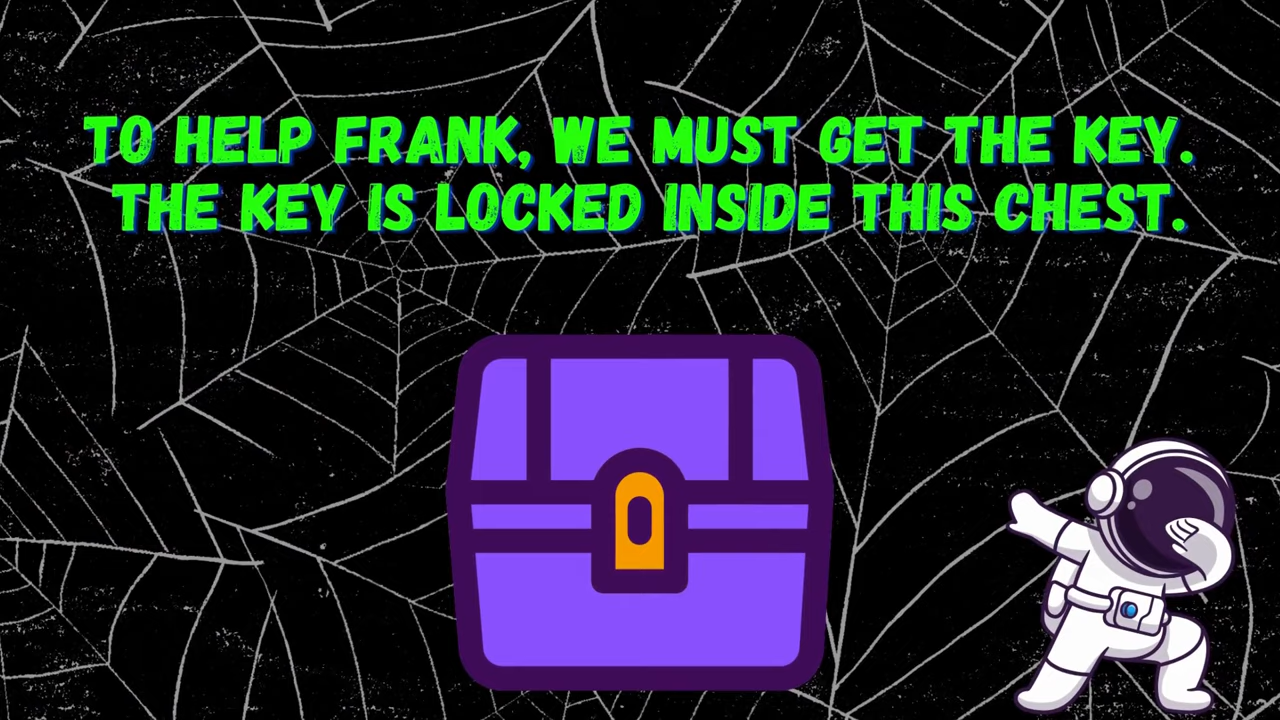 TO HELP FRANK, WE MUST GET THE KEY.
THE KEY IS LOCKED INSIDE THIS CHEST.